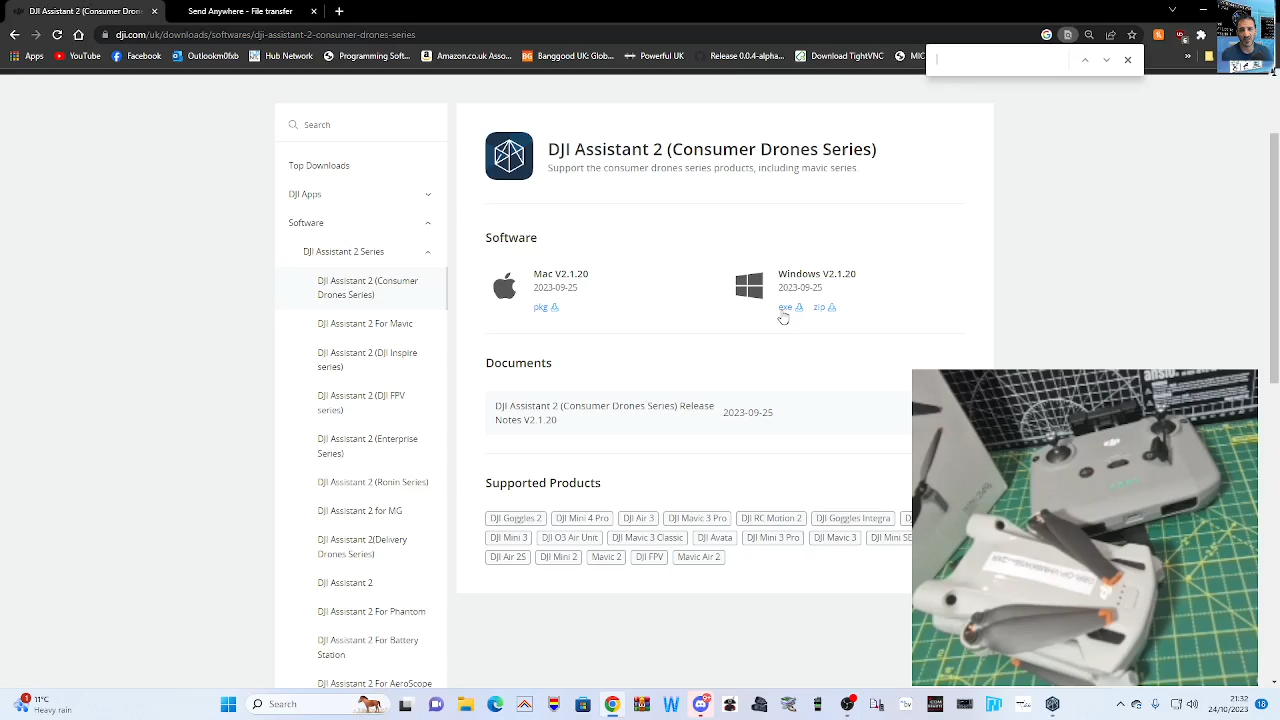 DJI Assistant 2 (Consumer Dron
Send Anywhere - File transfer
dji.com/uk/downloads/softwares/dji-assistant-2-consumer-drones-series
Apps
YouTube
Facebook
Outlook
Hub Network
Programming Soft...
Amazon.co.uk
Banggood UK Glob...
Powerful UK
Release 0.0.4-alpha...
Download TightVNC
»
Search
Top Downloads
DJI Apps
Software
DJI Assistant 2 Series
DJI Assistant 2 (Consumer
Drones Series)
DJI Assistant 2 For Mavic
DJI Assistant 2 (DJI Inspire
series)
DJI Assistant 2 (DJI FPV
series)
DJI Assistant 2 (Enterprise
Series)
DJI Assistant 2 (Ronin Series)
DJI Assistant 2 for MG
DJI Assistant 2(Delivery
Drones Series)
DJI Assistant 2
DJI Assistant 2 For Phantom
DJI Assistant 2 For Battery
Station
DJI Assistant 2 For AeroScope
DJI Assistant 2 (Consumer Drones Series)
Support the consumer drones series products, including mavic series.
Software
Mac V2.1.20
2023-09-25
pkg
Windows V2.1.20
2023-09-25
exe zip
Documents
DJI Assistant 2 (Consumer Drones Series) Release
Notes V2.1.20
2023-09-25
Supported Products
DJI Goggles 2 DJI Mini 4 Pro DJI Air 3 DJI Mavic 3 Pro DJI RC Motion 2 DJI Goggles Integra
DJI Mini 3 DJI O3 Air Unit DJI Mavic 3 Classic DJI Avata DJI Mini 3 Pro DJI Mavic 3 DJI Mini SE
DJI Air 2S DJI Mini 2 Mavic 2 DJI FPV Mavic Air 2
11°C
Heavy rain
Search
21:32
24/10/2023
18